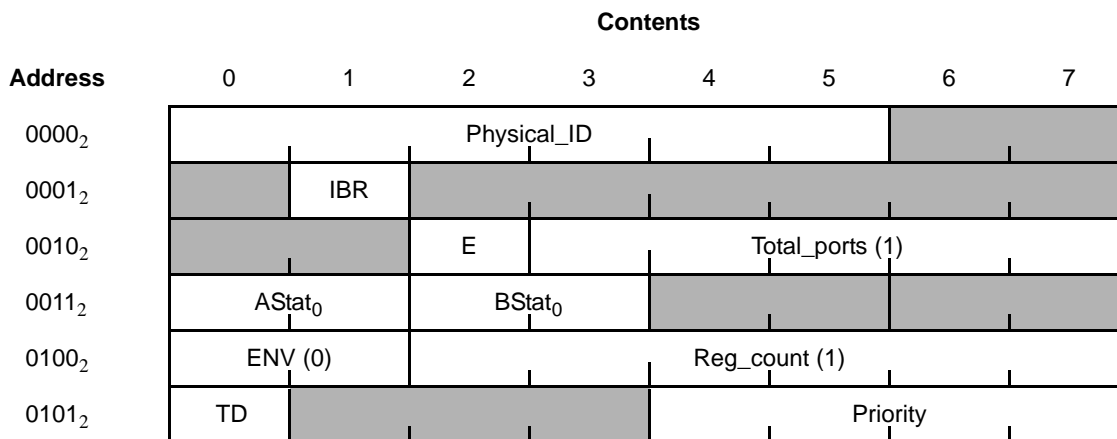 Contents
Address 0 1 2 3 4 5 6 7
0000₂ Physical_ID
0001₂ IBR
0010₂ E Total_ports (1)
0011₂ AStat₀ BStat₀
0100₂ ENV (0) Reg_count (1)
0101₂ TD Priority